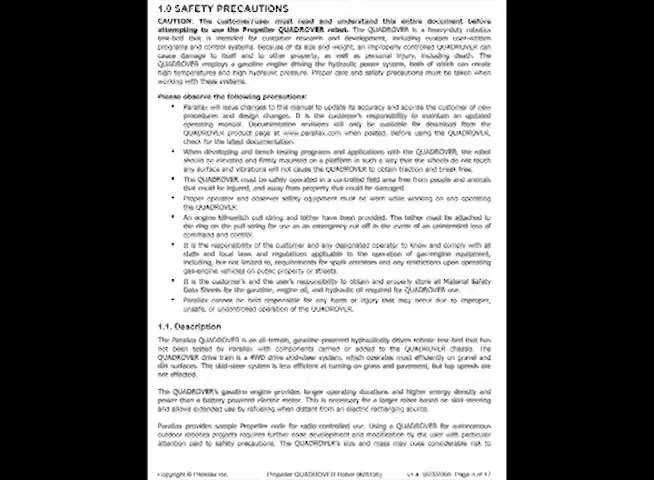 1.0 SAFETY PRECAUTIONS
CAUTION: The customer/user must read and understand this entire document before
attempting to use the Propeller QUADROVER robot. The QUADROVER is a heavy-duty robotics
test-bed that is intended for customer research and development, including custom user-written
programs and control systems. Because of its size and weight, an improperly controlled QUADROVER can
cause damage to itself and to other property, as well as personal injury, including death. The
QUADROVER employs a gasoline engine driving the hydraulic power system, both of which can create
high temperatures and high hydraulic pressure. Proper care and safety precautions must be taken when
working with these systems.
Please observe the following precautions:
• Parallax will issue changes to this manual to update its accuracy and apprise the customer of new
procedures and design changes. It is the customer's responsibility to maintain an updated
operating manual. Documentation revisions will only be available for download from the
QUADROVER product page at www.parallax.com when posted. Before using the QUADROVER,
check for the latest documentation.
• When developing and bench testing programs and applications with the QUADROVER, the robot
should be elevated and firmly mounted on a platform in such a way that the wheels do not touch
any surface and vibrations will not cause the QUADROVER to obtain traction and break free.
• The QUADROVER must be safely operated in a controlled field area free from people and animals
that could be injured, and away from property that could be damaged.
• Proper operator and observer safety equipment must be worn while working on and operating
the QUADROVER.
• An engine kill-switch pull string and tether have been provided. The tether must be attached to
the ring on the pull-string for use as an emergency cut off in the event of an unintended loss of
command and control.
• It is the responsibility of the customer and any designated operator to know and comply with all
state and local laws and regulations applicable to the operation of gas-engine equipment,
including, but not limited to, requirements for spark arrestors and any restrictions upon operating
gas-engine vehicles on public property or streets.
• It is the customer's and the user's responsibility to obtain and properly store all Material Safety
Data Sheets for the gasoline, engine oil, and hydraulic oil required for QUADROVER use.
• Parallax cannot be held responsible for any harm or injury that may occur due to improper,
unsafe, or uncontrolled operation of the QUADROVER.
1.1. Description
The Parallax QUADROVER is an all-terrain, gasoline powered hydraulically driven robotic test-bed that has
not been tested by Parallax with components carried or added to the QUADROVER chassis. The
QUADROVER drive train is a 4WD drive skid-steer system, which operates most efficiently on gravel and
dirt surfaces. The skid-steer system is less efficient at turning on grass and pavement, but top speeds are
not affected.
The QUADROVER's gasoline engine provides longer operating durations and higher energy density and
power than a battery powered electric motor. This is necessary for a larger robot based on skid-steering
and allows extended use by refueling when distant from an electric recharging source.
Parallax provides sample Propeller code for radio-controlled use. Using a QUADROVER for autonomous
outdoor robotics projects requires further code development and modification by the user with particular
attention paid to safety precautions. The QUADROVER's size and mass may pose considerable risk to
Copyright © Parallax Inc. Propeller QUADROVER Robot Page 4 of 17